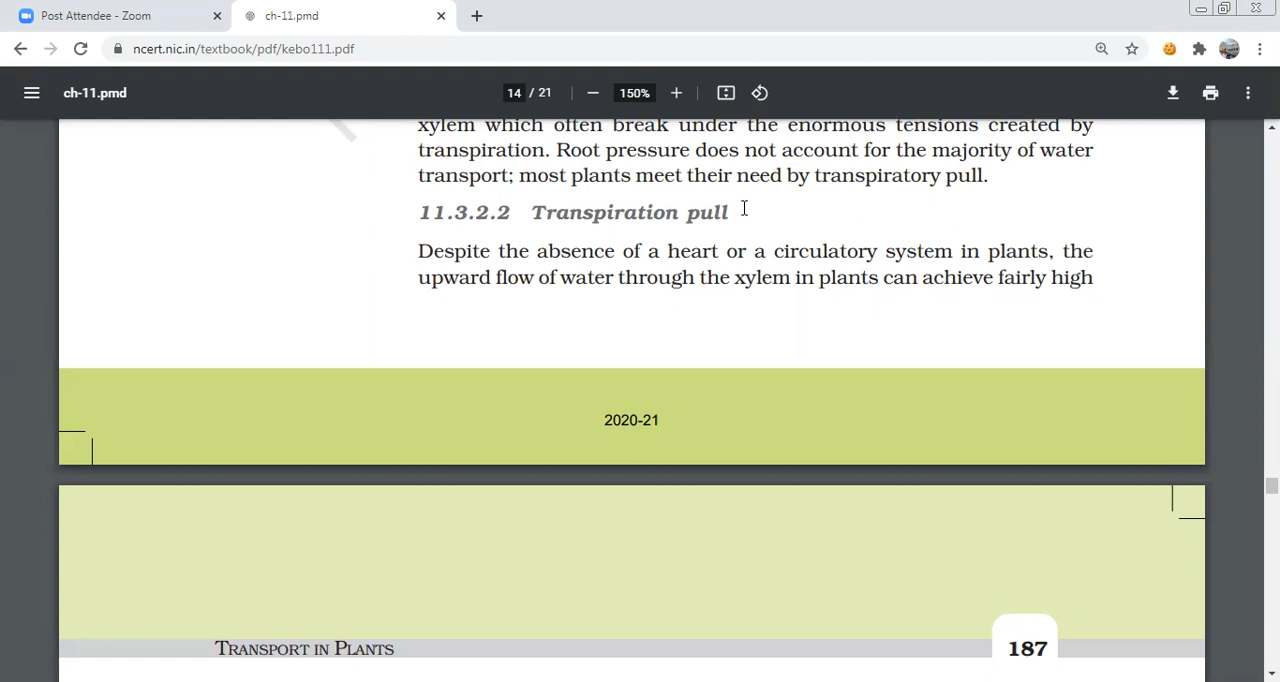 Post Attendee - Zoom
ch-11.pmd
ncert.nic.in/textbook/pdf/kebo111.pdf
ch-11.pmd
14 / 21
150%
xylem which often break under the enormous tensions created by
transpiration. Root pressure does not account for the majority of water
transport; most plants meet their need by transpiratory pull.
11.3.2.2 Transpiration pull
Despite the absence of a heart or a circulatory system in plants, the
upward flow of water through the xylem in plants can achieve fairly high
2020-21
TRANSPORT IN PLANTS
187